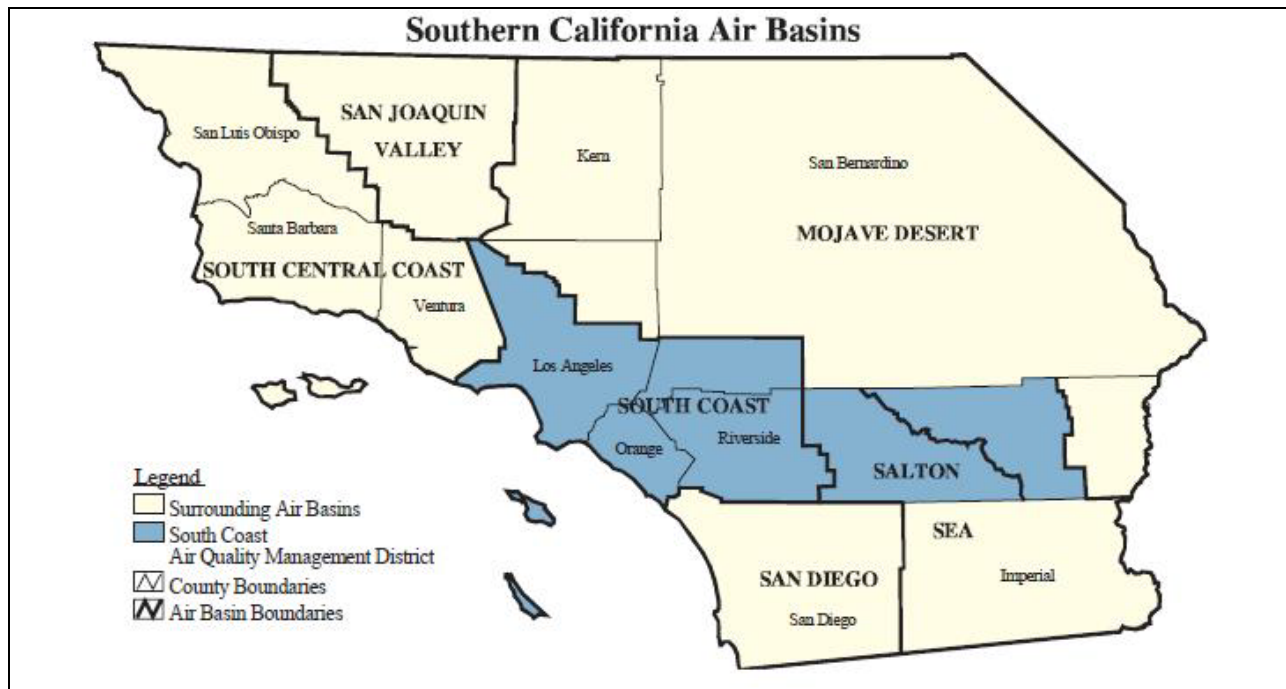 Southern California Air Basins
San Luis Obispo
SAN JOAQUIN
VALLEY
Kern
San Bernardino
Santa Barbara
MOJAVE DESERT
SOUTH CENTRAL COAST
Ventura
Los Angeles
SOUTH COAST
Orange
Riverside
SALTON
SEA
SAN DIEGO
San Diego
Imperial
Legend
Surrounding Air Basins
South Coast
Air Quality Management District
County Boundaries
Air Basin Boundaries